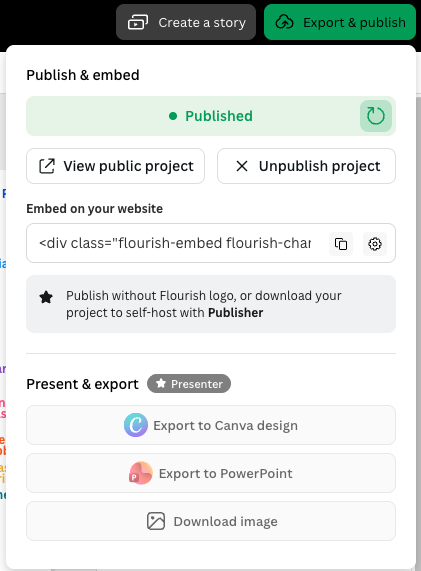 Create a story
Export & publish
Publish & embed
Published
View public project
Unpublish project
Embed on your website
<div class="flourish-embed flourish-char
Publish without Flourish logo, or download your
project to self-host with Publisher
Present & export
Presenter
Export to Canva design
Export to PowerPoint
Download image